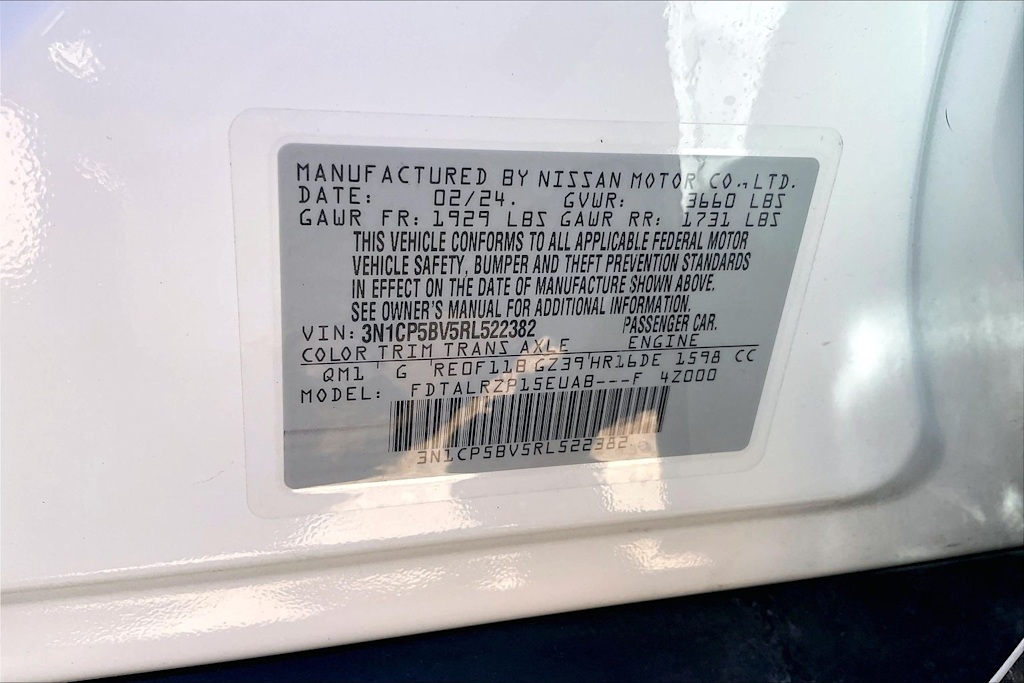 MANUFACTURED BY NISSAN MOTOR CO., LTD.
DATE: 02/24. GVWR: 3660 LBS
GAWR FR: 1929 LBS GAWR RR: 1731 LBS
THIS VEHICLE CONFORMS TO ALL APPLICABLE FEDERAL MOTOR
VEHICLE SAFETY, BUMPER AND THEFT PREVENTION STANDARDS
IN EFFECT ON THE DATE OF MANUFACTURE SHOWN ABOVE.
SEE OWNER'S MANUAL FOR ADDITIONAL INFORMATION.
VIN: 3N1CP5BV5RL522382 PASSENGER CAR.
COLOR TRIM TRANS AXLE ENGINE
QM1 G RE0F11B GZ39 HR16DE 1598 CC
MODEL: FDTALRZP15EUAB---F 4Z000
3N1CP5BV5RL522382